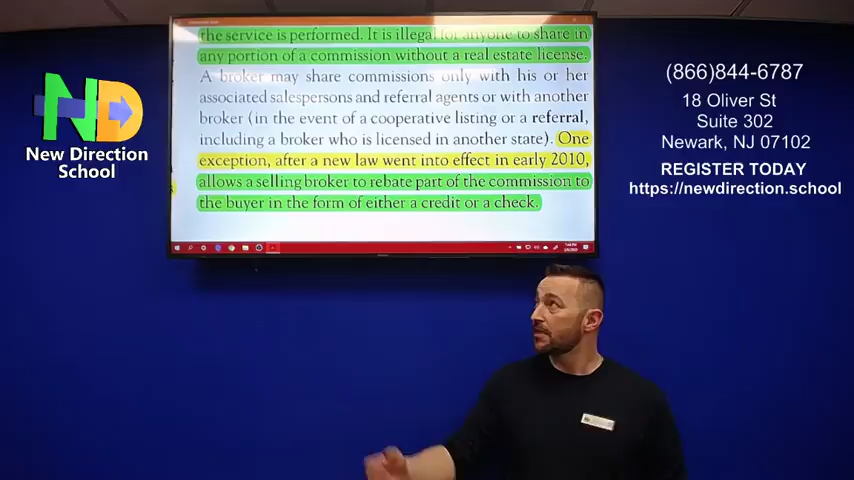 the service is performed. It is illegal for anyone to share in
any portion of a commission without a real estate license.
A broker may share commissions only with his or her
associated salespersons and referral agents or with another
broker (in the event of a cooperative listing or a referral,
including a broker who is licensed in another state). One
exception, after a new law went into effect in early 2010,
allows a selling broker to rebate part of the commission to
the buyer in the form of either a credit or a check.
ND
New Direction
School
(866)844-6787
18 Oliver St
Suite 302
Newark, NJ 07102
REGISTER TODAY
https://newdirection.school